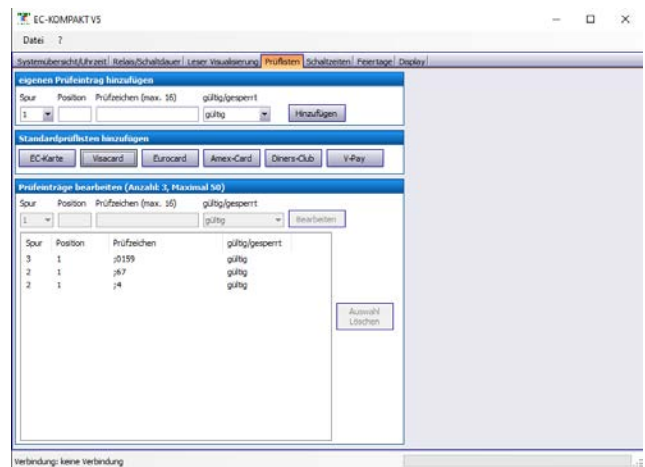 EC-KOMPAKT V5
Datei ?
Systemübersicht/Uhrzeit Relais/Schaltdauer Leser Visualisierung Prüflisten Schaltzeiten Feiertage Display
eigenen Prüfeintrag hinzufügen
Spur Position Prüfzeichen (max. 16) gültig/gesperrt
1 gültig Hinzufügen
Standardprüflisten hinzufügen
EC-Karte Visacard Eurocard Amex-Card Diners-Club V-Pay
Prüfeinträge bearbeiten (Anzahl: 3, Maximal 50)
Spur Position Prüfzeichen (max. 16) gültig/gesperrt
1 gültig Bearbeiten
Spur Position Prüfzeichen gültig/gesperrt
3 1 ;0159 gültig
2 1 ;67 gültig
2 1 ;4 gültig
Auswahl
Löschen
Verbindung: keine Verbindung